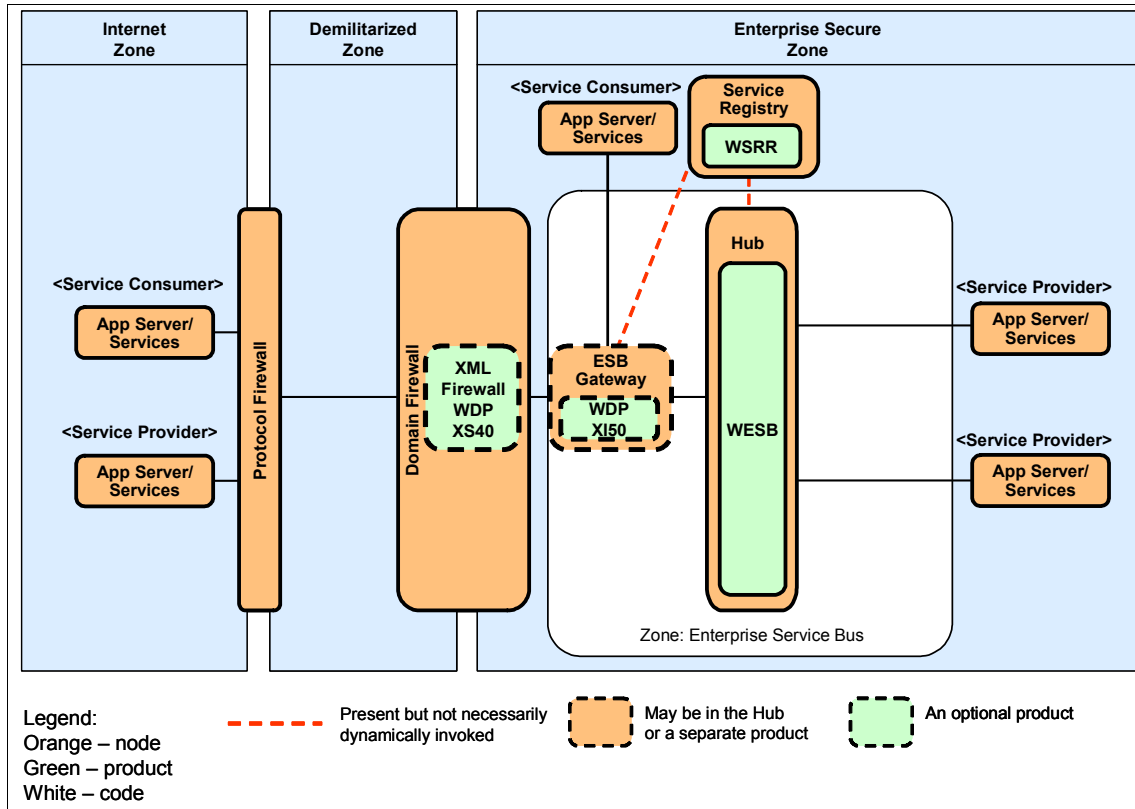 Internet
Zone
Demilitarized
Zone
Enterprise Secure
Zone
<Service Consumer>
App Server/
Services
Service
Registry
WSRR
Hub
WESB
<Service Consumer>
App Server/
Services
<Service Provider>
App Server/
Services
Protocol Firewall
Domain Firewall
XML
Firewall
WDP
XS40
ESB
Gateway
WDP
XI50
<Service Provider>
App Server/
Services
<Service Provider>
App Server/
Services
Zone: Enterprise Service Bus
Legend:
Orange – node
Green – product
White – code
Present but not necessarily
dynamically invoked
May be in the Hub
or a separate product
An optional product